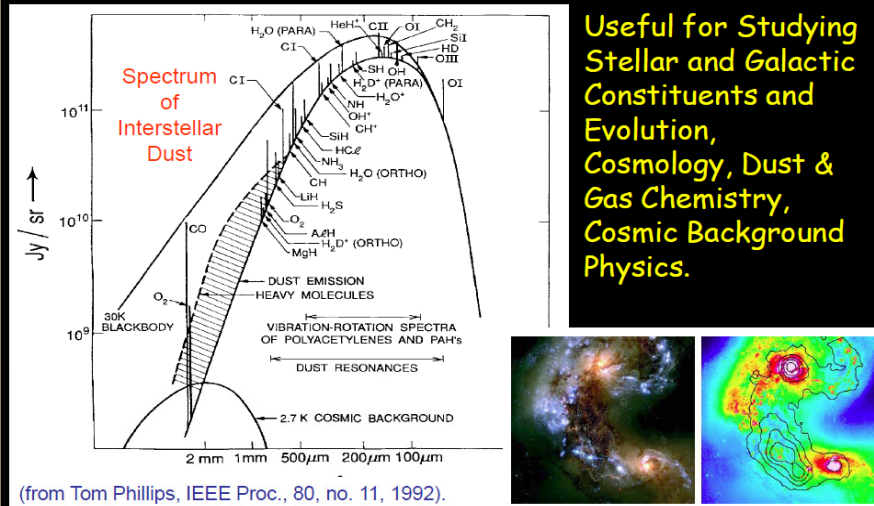 Spectrum
of
Interstellar
Dust
Jy / sr
10¹¹
10¹⁰
10⁹
H₂O (PARA)
CI
CI
HeH⁺
CII
OI
CH₂
SiI
HD
OIII
OI
OH
SH
H₂D⁺ (PARA)
H₂O⁺
NH
OH⁺
CH⁺
SiH
HCℓ
NH₃
H₂O (ORTHO)
CH
LiH
H₂S
O₂
AℓH
H₂D⁺ (ORTHO)
MgH
CO
O₂
DUST EMISSION
HEAVY MOLECULES
30K
BLACKBODY
VIBRATION-ROTATION SPECTRA
OF POLYACETYLENES AND PAH's
DUST RESONANCES
2.7 K COSMIC BACKGROUND
2 mm 1mm 500μm 200μm 100μm
(from Tom Phillips, IEEE Proc., 80, no. 11, 1992).
Useful for Studying
Stellar and Galactic
Constituents and
Evolution,
Cosmology, Dust &
Gas Chemistry,
Cosmic Background
Physics.